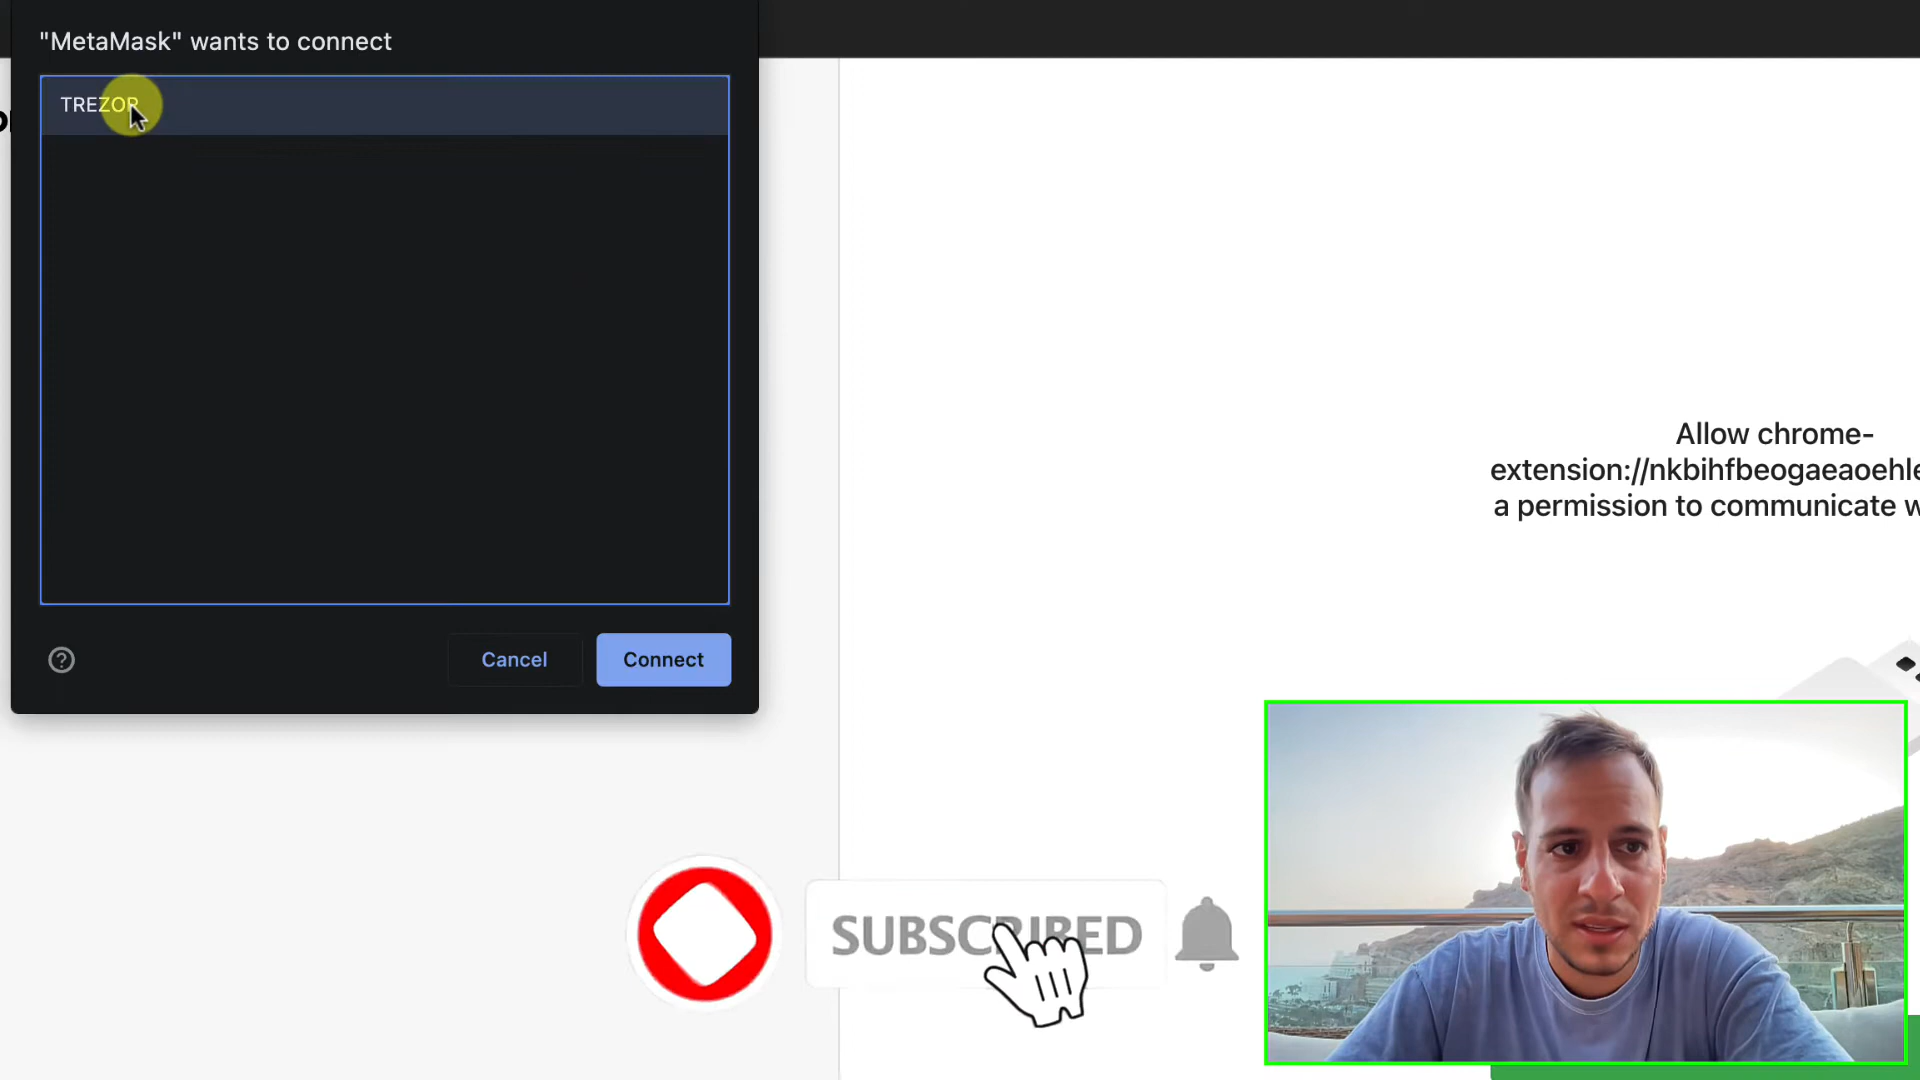 "MetaMask" wants to connect
TREZOR
Cancel
Connect
Allow chrome-
extension://nkbihfbeogaeaoehle
a permission to communicate w
SUBSCRIBED